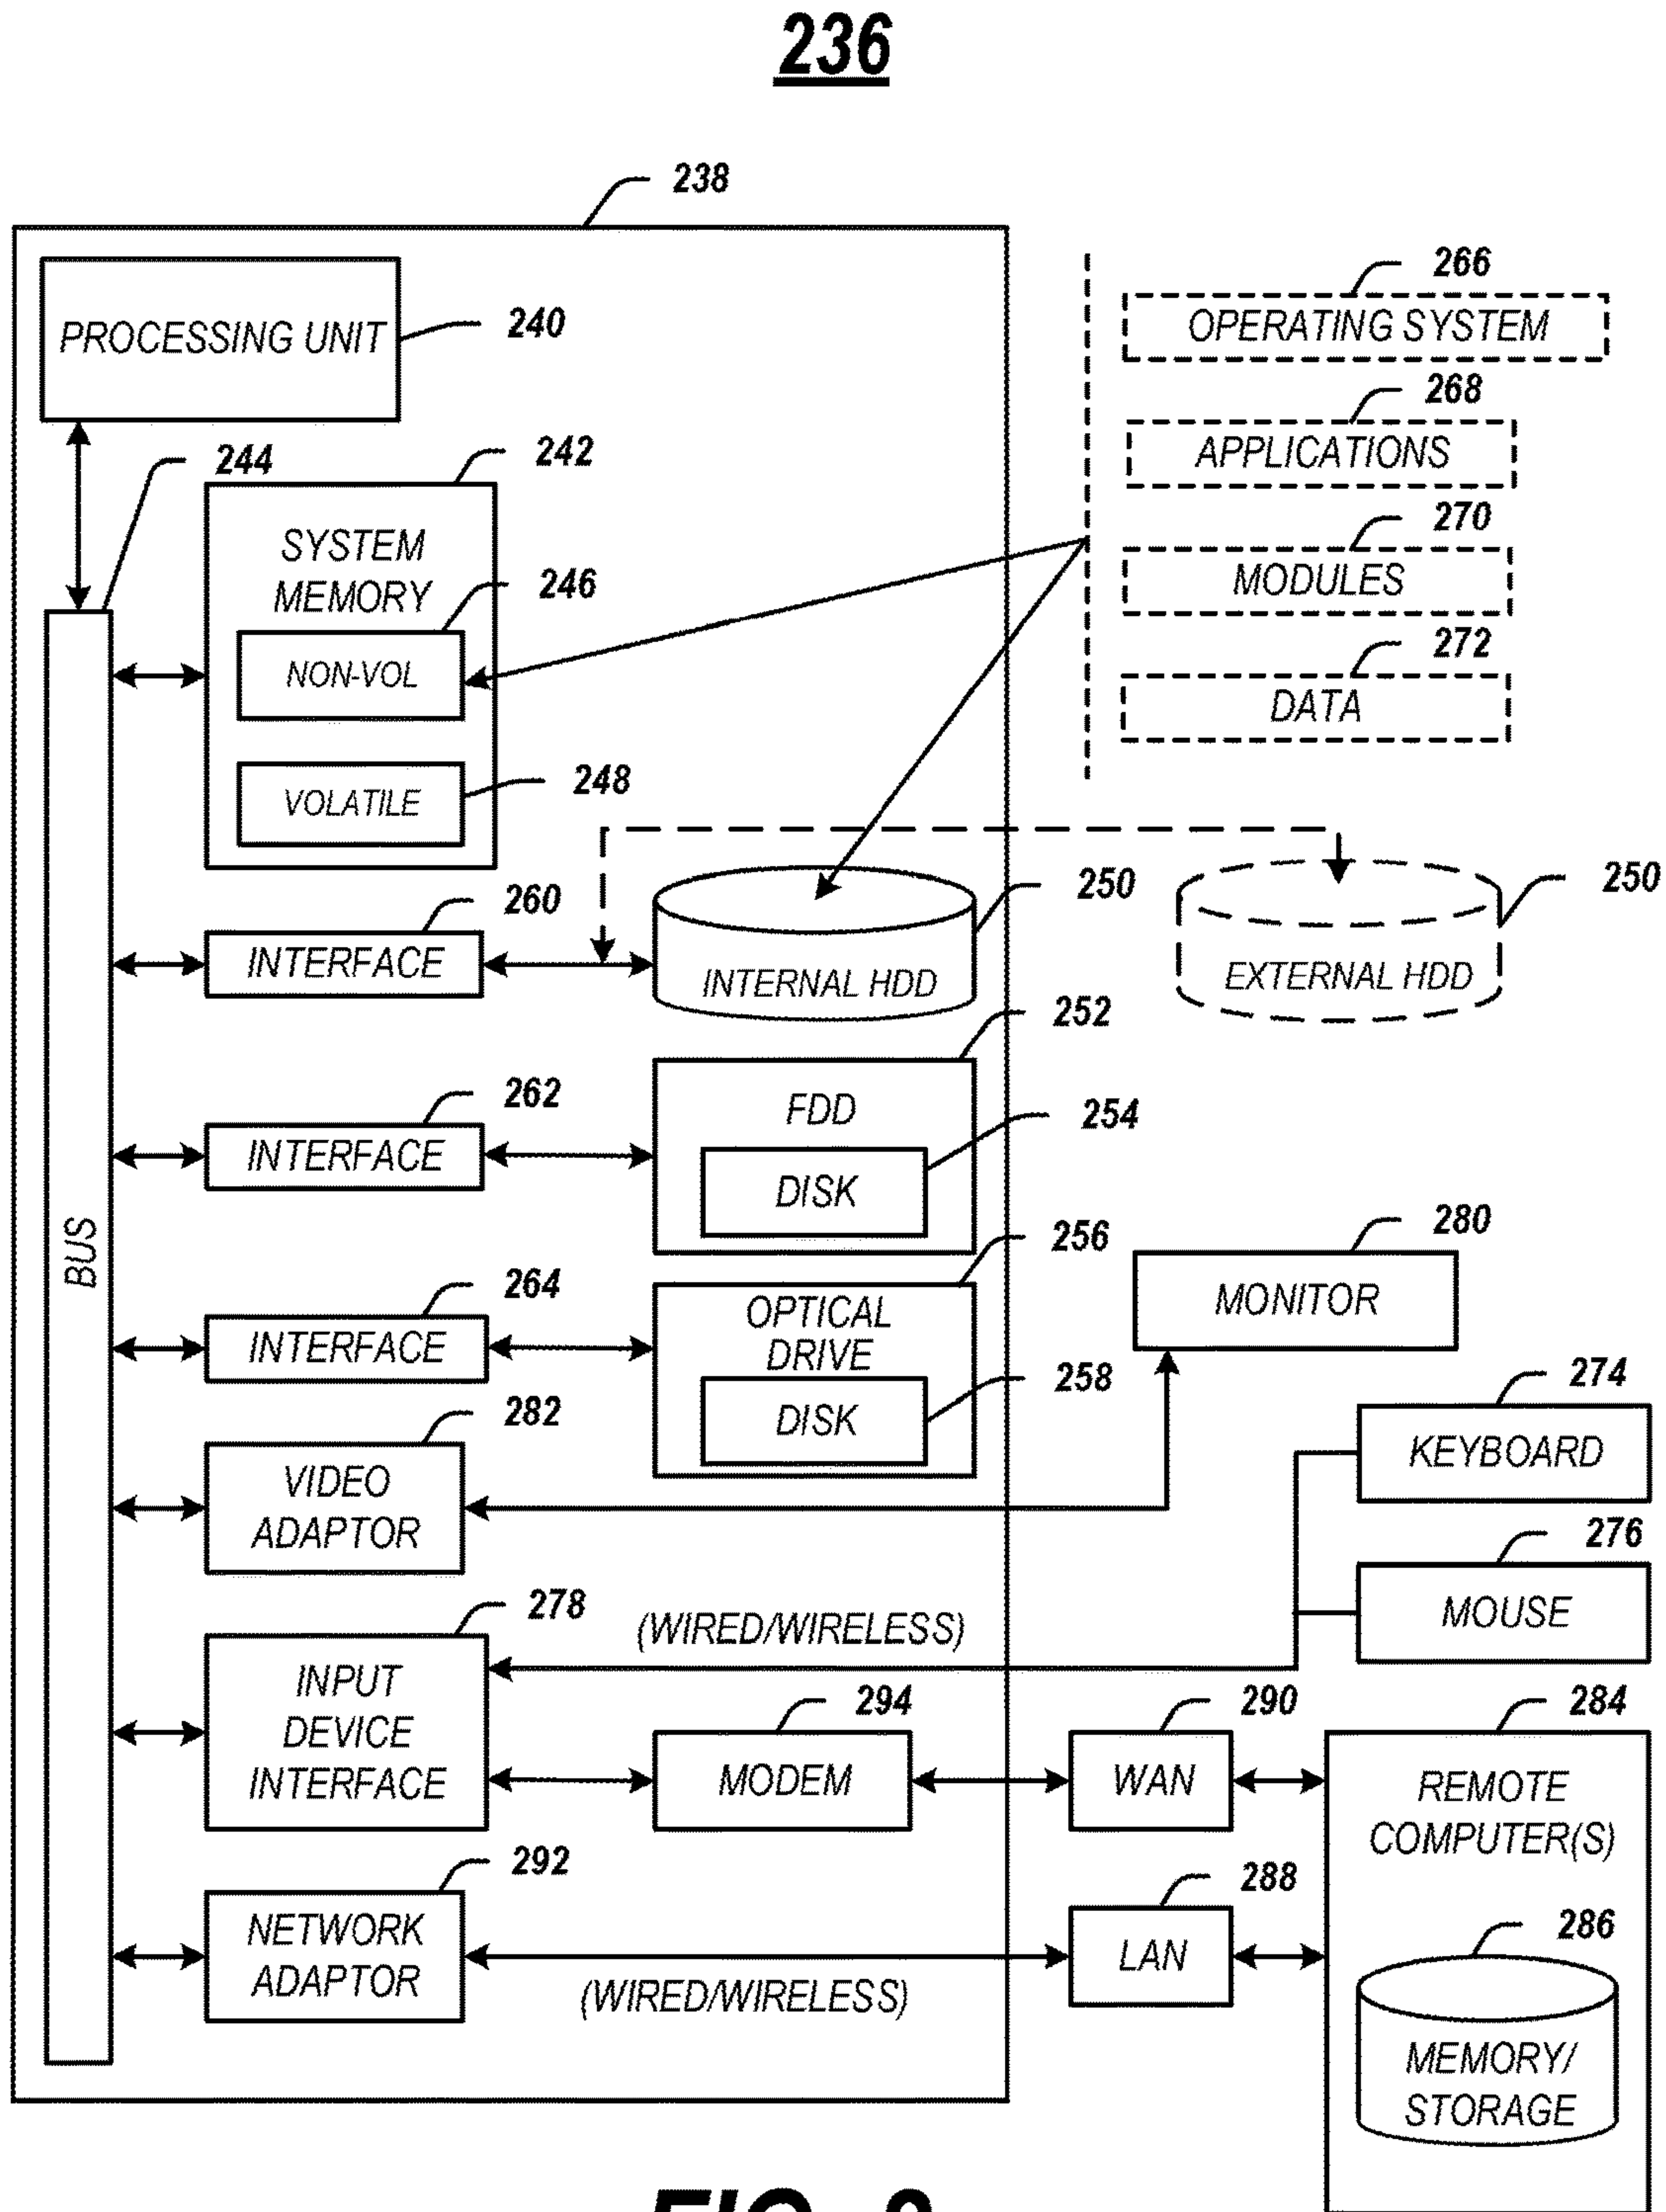 236
238
PROCESSING UNIT
240
266
OPERATING SYSTEM
268
APPLICATIONS
270
MODULES
272
DATA
244
242
SYSTEM
MEMORY
246
NON-VOL
248
VOLATILE
BUS
260
INTERFACE
250
INTERNAL HDD
250
EXTERNAL HDD
252
FDD
262
INTERFACE
254
DISK
256
OPTICAL
DRIVE
264
INTERFACE
258
DISK
280
MONITOR
282
VIDEO
ADAPTOR
274
KEYBOARD
276
MOUSE
278
INPUT
DEVICE
INTERFACE
(WIRED/WIRELESS)
294
MODEM
290
WAN
284
REMOTE
COMPUTER(S)
292
NETWORK
ADAPTOR
(WIRED/WIRELESS)
288
LAN
286
MEMORY/
STORAGE
FIG.